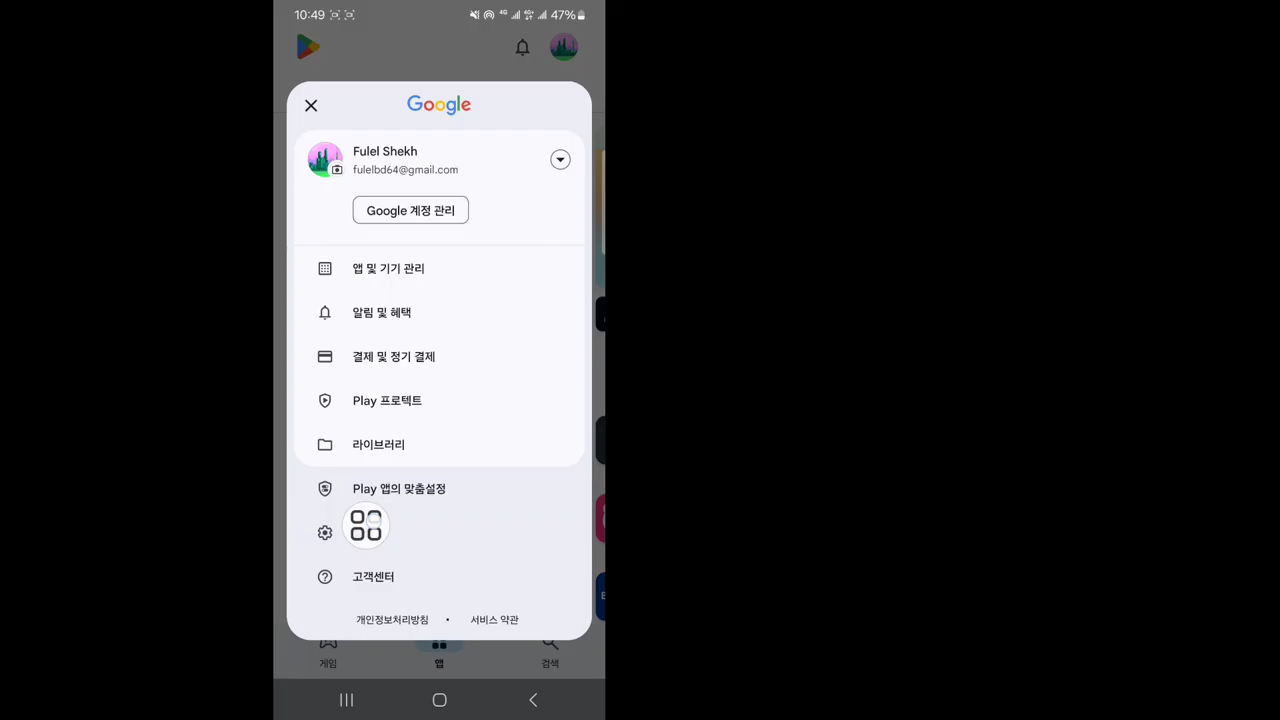 10:49
4G
4G+
47%
Google
Fulel Shekh
fulelbd64@gmail.com
Google 계정 관리
앱 및 기기 관리
알림 및 혜택
결제 및 정기 결제
Play 프로텍트
라이브러리
Play 앱의 맞춤설정
고객센터
개인정보처리방침 • 서비스 약관
게임
앱
검색